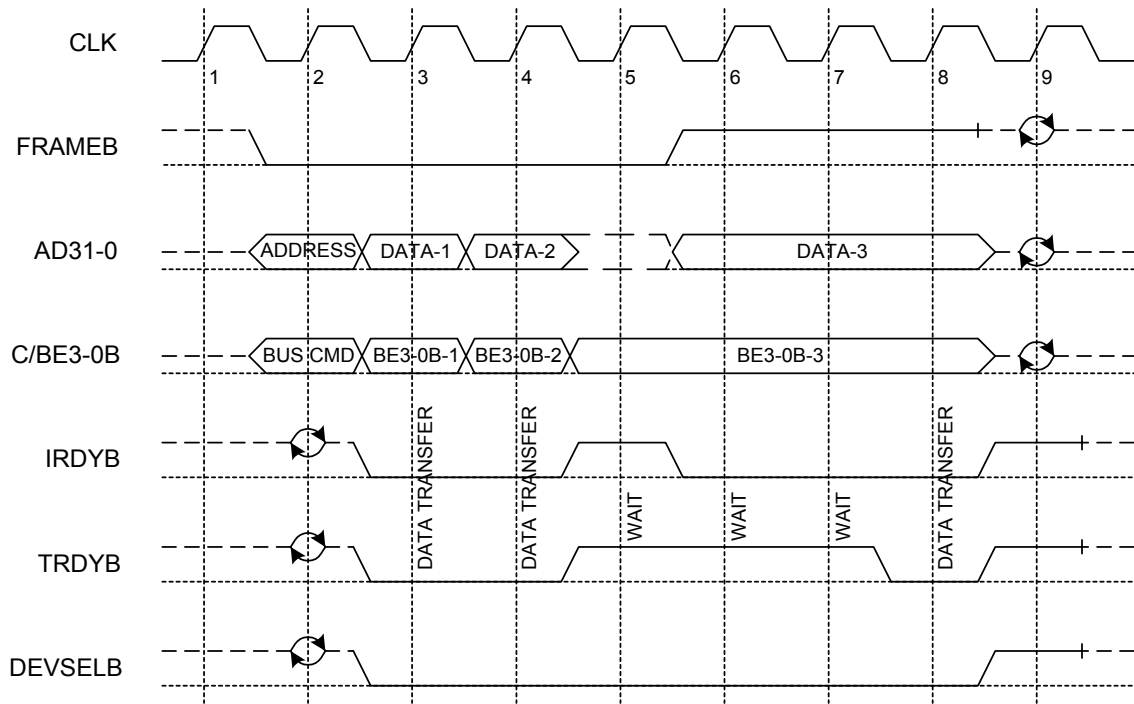 CLK
1 2 3 4 5 6 7 8 9
FRAMEB
AD31-0
ADDRESS DATA-1 DATA-2 DATA-3
C/BE3-0B
BUS CMD BE3-0B-1 BE3-0B-2 BE3-0B-3
IRDYB
DATA TRANSFER
DATA TRANSFER
WAIT
WAIT
WAIT
DATA TRANSFER
TRDYB
DEVSELB